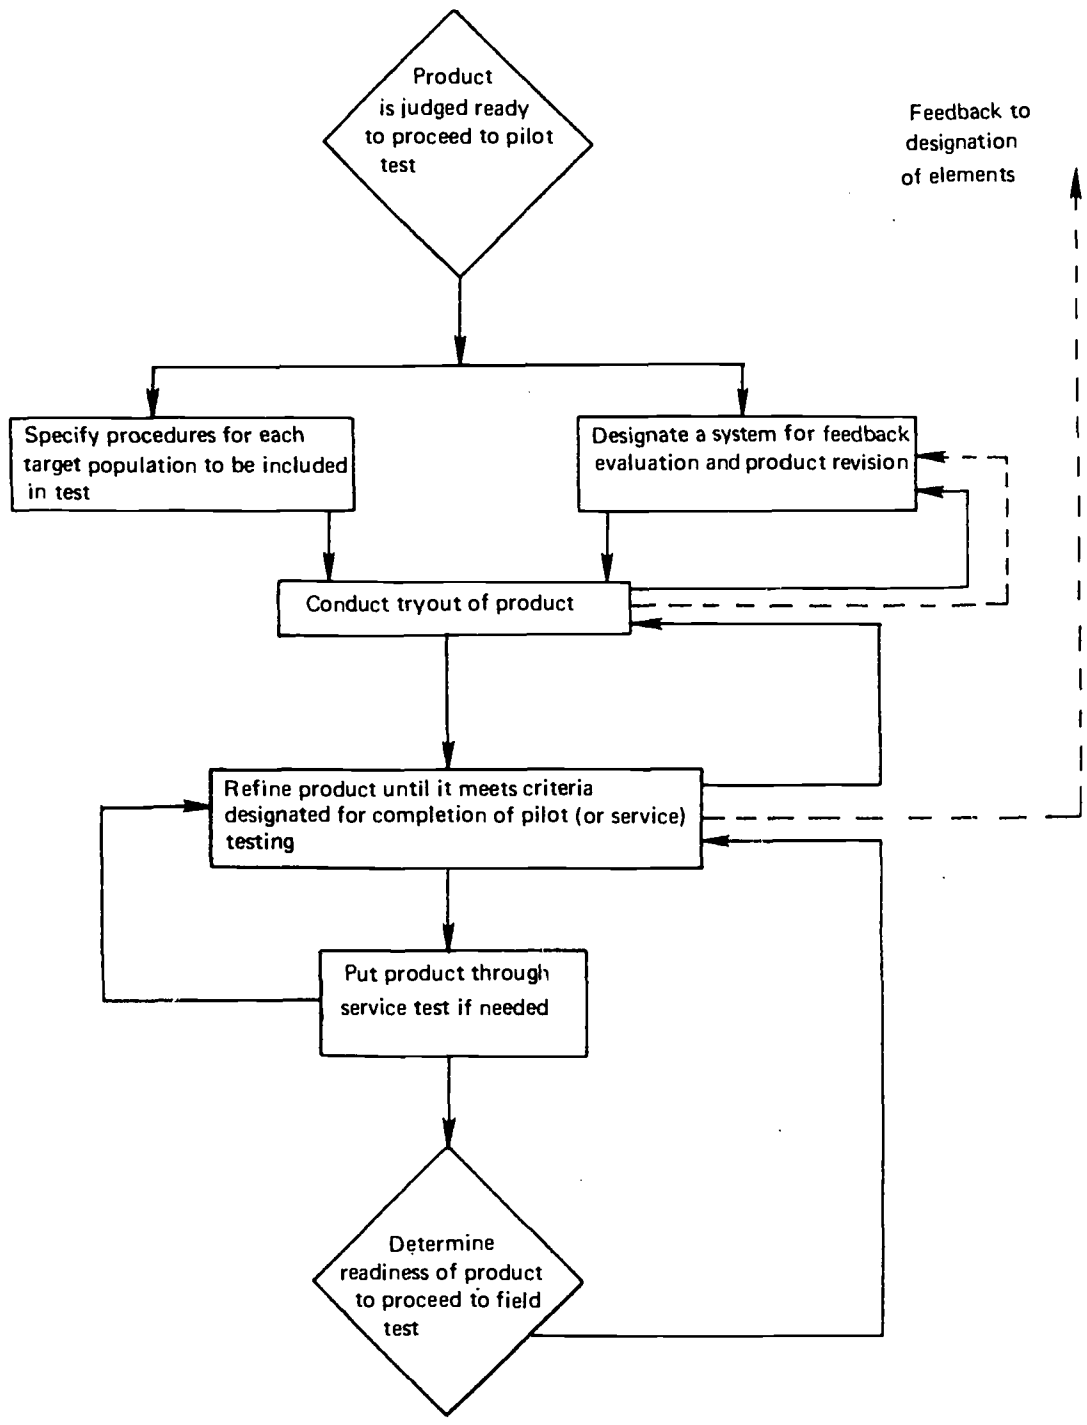 Product
is judged ready
to proceed to pilot
test
Feedback to
designation
of elements
Specify procedures for each
target population to be included
in test
Designate a system for feedback
evaluation and product revision
Conduct tryout of product
Refine product until it meets criteria
designated for completion of pilot (or service)
testing
Put product through
service test if needed
Determine
readiness of product
to proceed to field
test